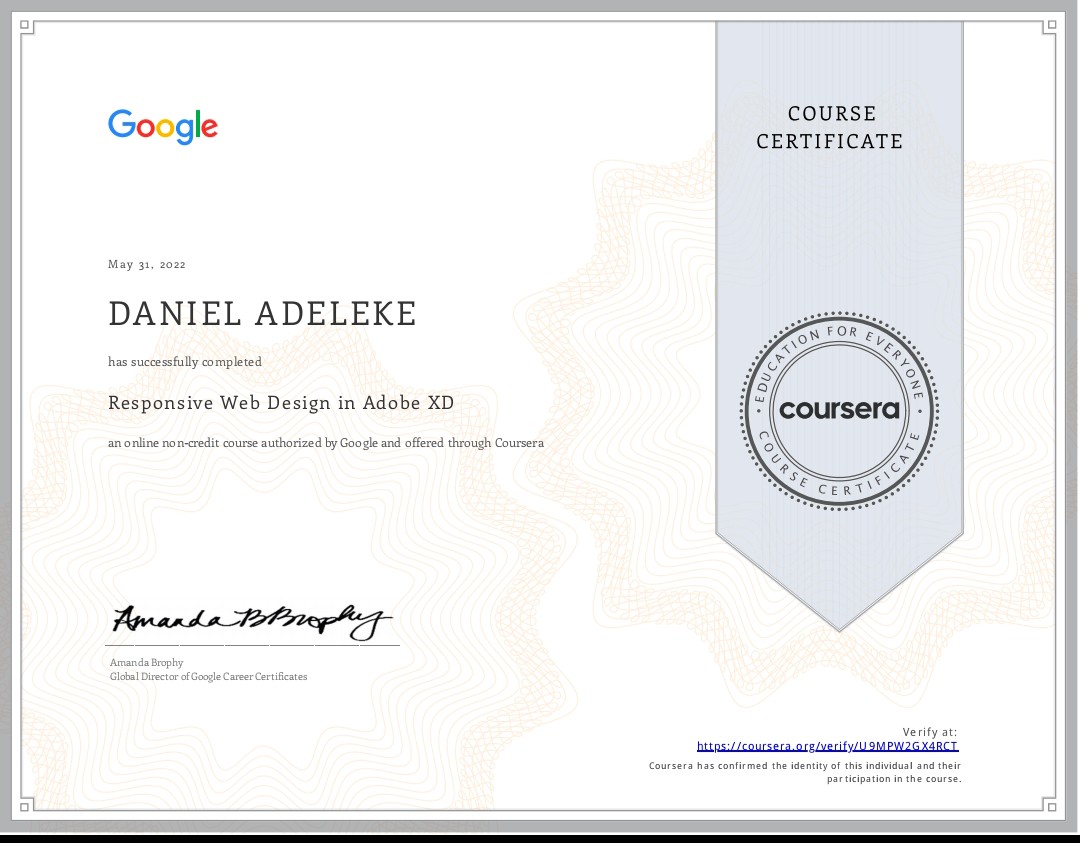 Google
COURSE
CERTIFICATE
May 31, 2022
DANIEL ADELEKE
has successfully completed
Responsive Web Design in Adobe XD
an online non-credit course authorized by Google and offered through Coursera
EDUCATION FOR EVERYONE
coursera
COURSE CERTIFICATE
Amanda B Brophy
Amanda Brophy
Global Director of Google Career Certificates
Verify at:
https://coursera.org/verify/U9MPW2GX4RCT
Coursera has confirmed the identity of this individual and their
participation in the course.